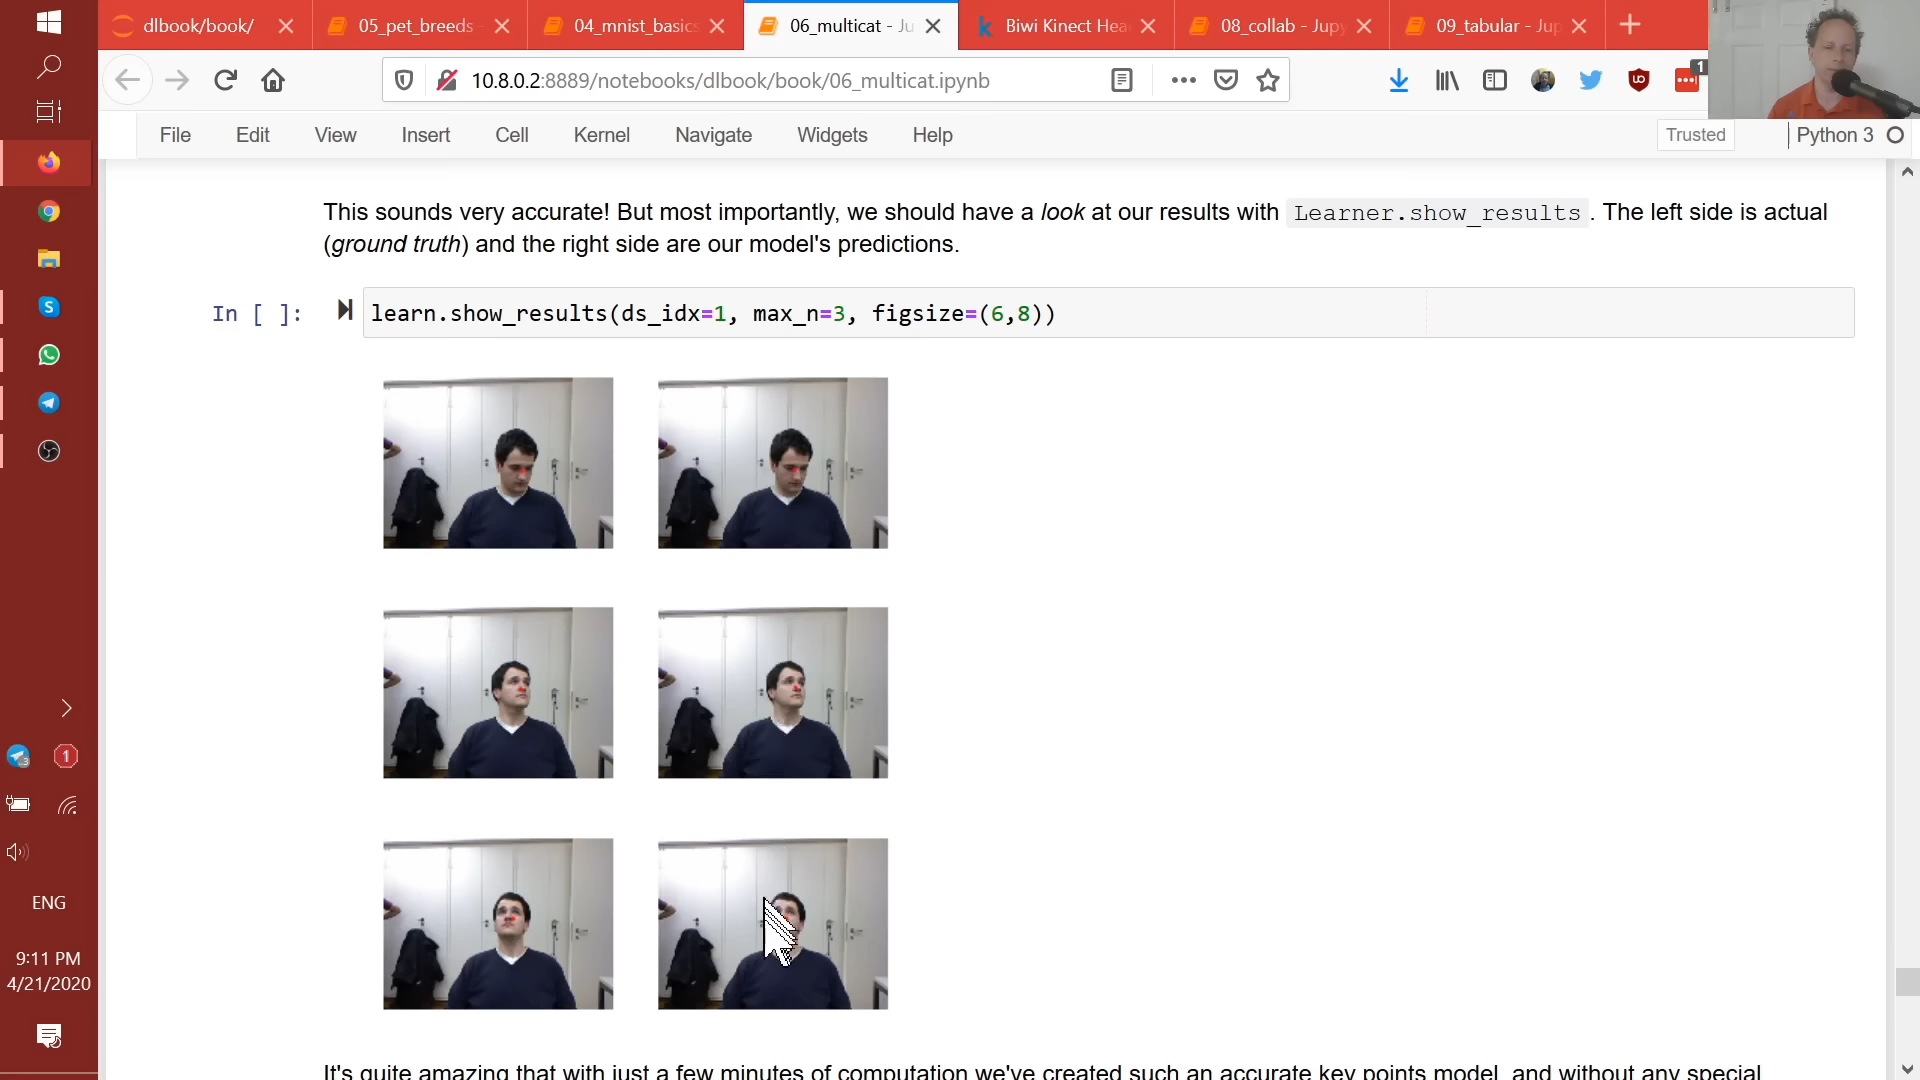 dlbook/book/
05_pet_breeds -
04_mnist_basics
06_multicat - Ju
Biwi Kinect Hea
08_collab - Jupy
09_tabular - Jup
10.8.0.2:8889/notebooks/dlbook/book/06_multicat.ipynb
1
File Edit View Insert Cell Kernel Navigate Widgets Help
Trusted
Python 3
This sounds very accurate! But most importantly, we should have a look at our results with Learner.show_results . The left side is actual
(ground truth) and the right side are our model's predictions.
In [ ]:
learn.show_results(ds_idx=1, max_n=3, figsize=(6,8))
It's quite amazing that with just a few minutes of computation we've created such an accurate key points model, and without any special
3
1
ENG
9:11 PM
4/21/2020